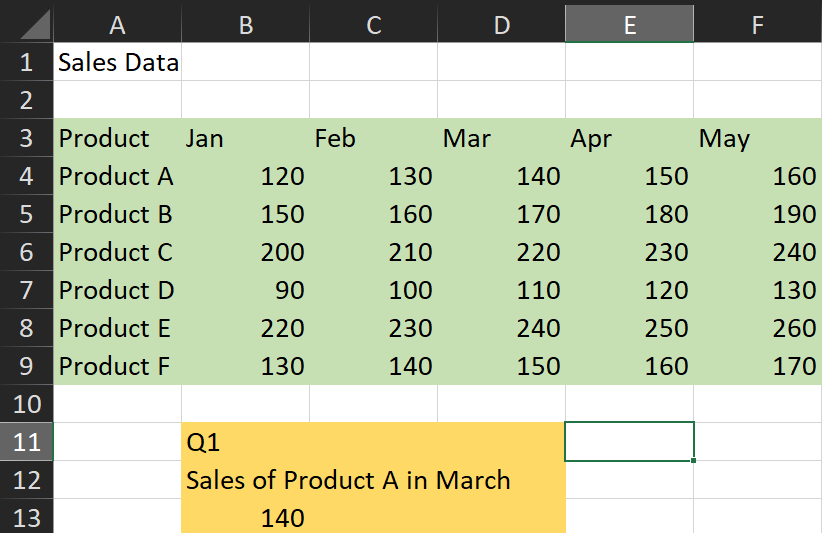 A B C D E F
1 Sales Data
2
3 Product Jan Feb Mar Apr May
4 Product A 120 130 140 150 160
5 Product B 150 160 170 180 190
6 Product C 200 210 220 230 240
7 Product D 90 100 110 120 130
8 Product E 220 230 240 250 260
9 Product F 130 140 150 160 170
10
11 Q1
12 Sales of Product A in March
13 140